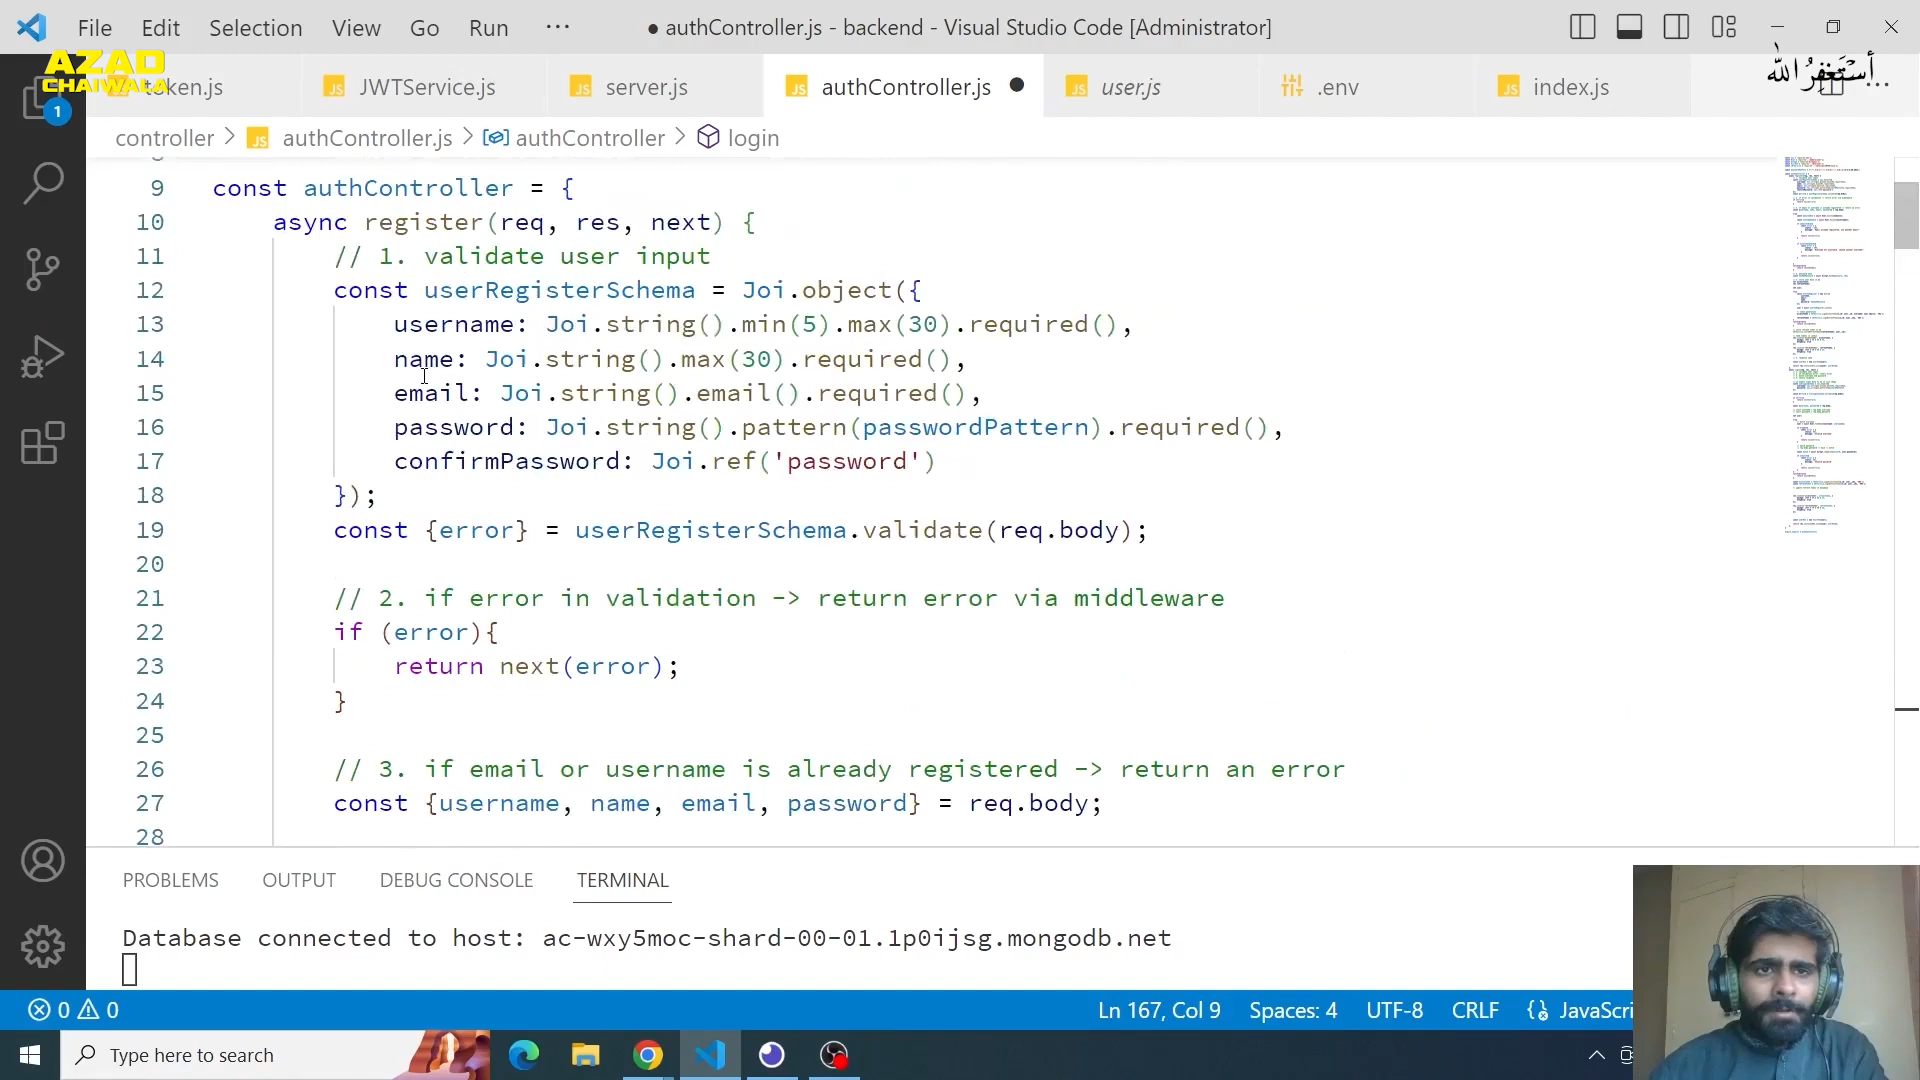 File Edit Selection View Go Run ··· ● authController.js - backend - Visual Studio Code [Administrator]
AZAD
CHAIWALA
أستغفر الله
token.js JWTService.js server.js authController.js ● user.js .env index.js ...
1
controller > authController.js > authController > login
9 const authController = {
10 async register(req, res, next) {
11 // 1. validate user input
12 const userRegisterSchema = Joi.object({
13 username: Joi.string().min(5).max(30).required(),
14 name: Joi.string().max(30).required(),
15 email: Joi.string().email().required(),
16 password: Joi.string().pattern(passwordPattern).required(),
17 confirmPassword: Joi.ref('password')
18 });
19 const {error} = userRegisterSchema.validate(req.body);
20
21 // 2. if error in validation -> return error via middleware
22 if (error){
23 return next(error);
24 }
25
26 // 3. if email or username is already registered -> return an error
27 const {username, name, email, password} = req.body;
28
PROBLEMS OUTPUT DEBUG CONSOLE TERMINAL
Database connected to host: ac-wxy5moc-shard-00-01.1p0ijsg.mongodb.net
0 0 Ln 167, Col 9 Spaces: 4 UTF-8 CRLF {} JavaScri
Type here to search